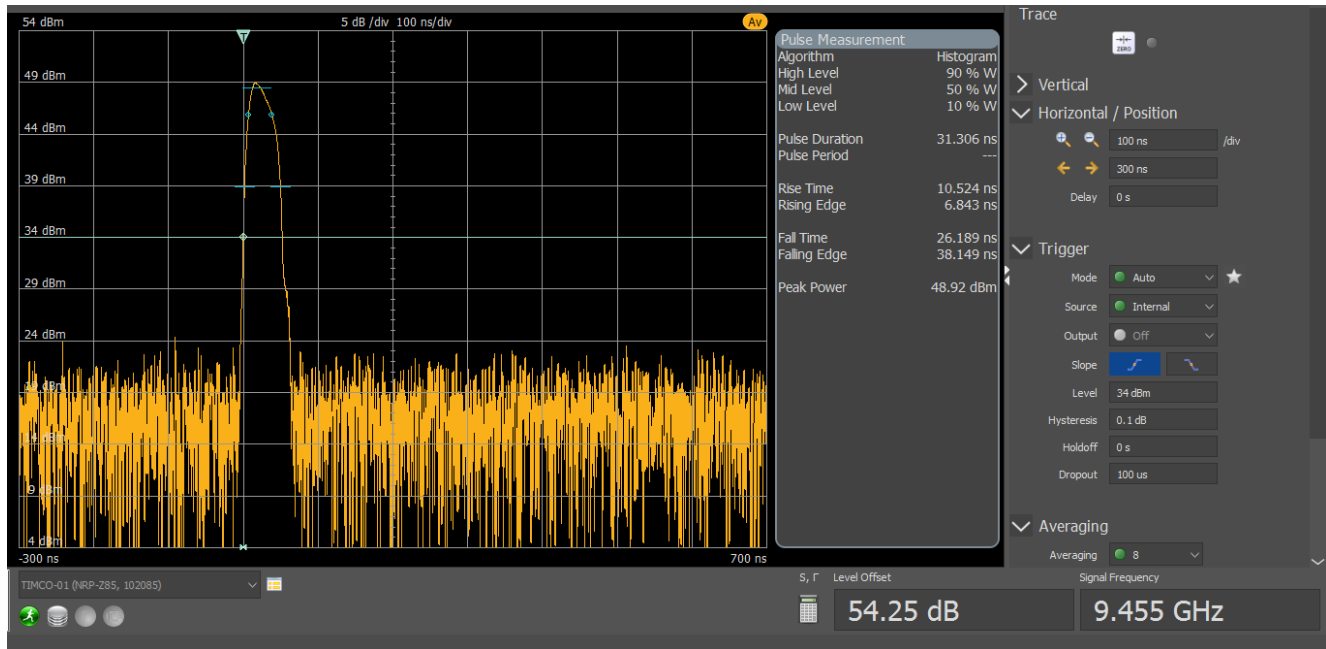 54 dBm
5 dB /div 100 ns/div
Av
T
49 dBm
44 dBm
39 dBm
34 dBm
29 dBm
24 dBm
19 dBm
14 dBm
9 dBm
4 dBm
-300 ns
700 ns
Pulse Measurement
Algorithm Histogram
High Level 90 % W
Mid Level 50 % W
Low Level 10 % W
Pulse Duration 31.306 ns
Pulse Period ---
Rise Time 10.524 ns
Rising Edge 6.843 ns
Fall Time 26.189 ns
Falling Edge 38.149 ns
Peak Power 48.92 dBm
Trace
ZERO
Vertical
Horizontal / Position
100 ns /div
300 ns
Delay 0 s
Trigger
Mode Auto
Source Internal
Output Off
Slope
Level 34 dBm
Hysteresis 0.1 dB
Holdoff 0 s
Dropout 100 us
Averaging
Averaging 8
TIMCO-01 (NRP-Z85, 102085)
S, Γ Level Offset
54.25 dB
Signal Frequency
9.455 GHz